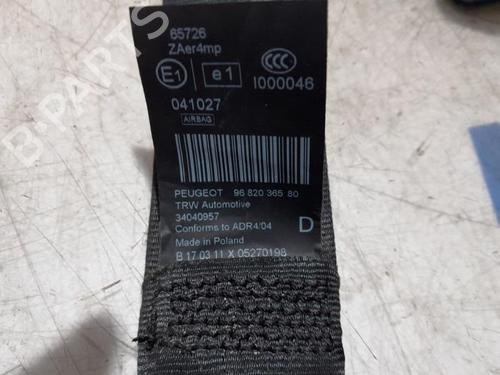 65726
ZAer4mp
E1 e1 CCC I000046
041027
AIRBAG
PEUGEOT 96 820 365 80
TRW Automotive
34040957
Conforms to ADR4/04 D
Made in Poland
B 17 03 11 X 05270198
B-PARTS